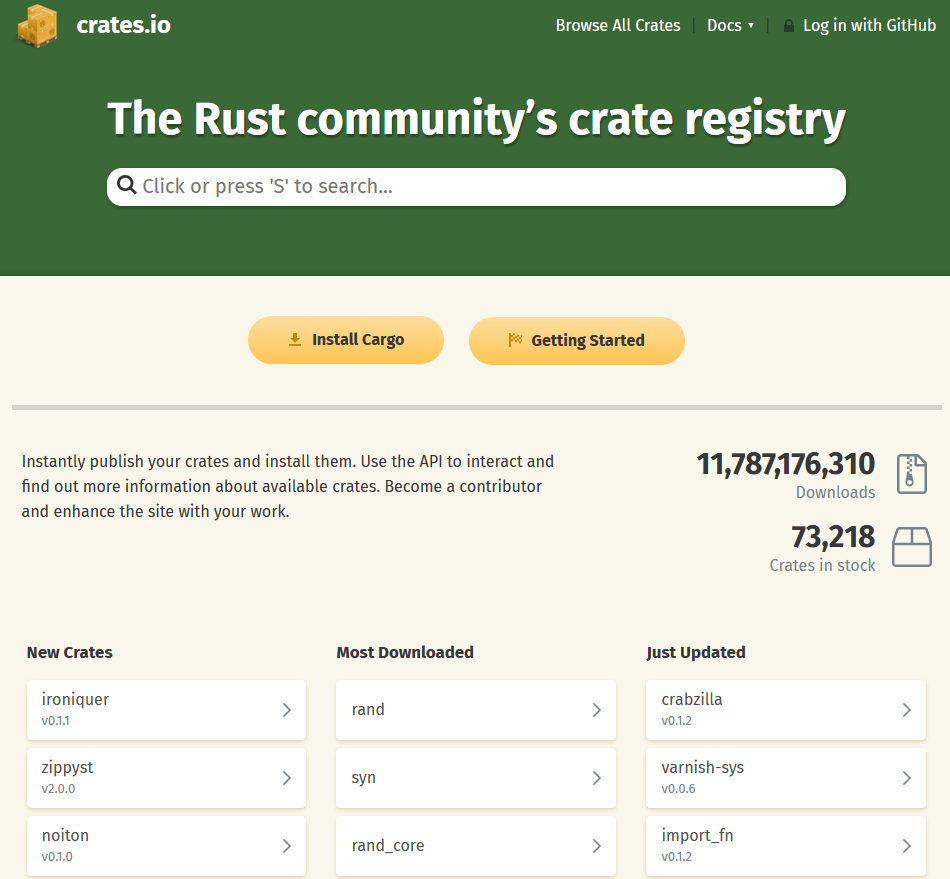 crates.io
Browse All Crates | Docs ▾ | Log in with GitHub
The Rust community’s crate registry
Click or press 'S' to search...
Install Cargo
Getting Started
Instantly publish your crates and install them. Use the API to interact and
find out more information about available crates. Become a contributor
and enhance the site with your work.
11,787,176,310
Downloads
73,218
Crates in stock
New Crates
ironiquer
v0.1.1
zippyst
v2.0.0
noiton
v0.1.0
Most Downloaded
rand
syn
rand_core
Just Updated
crabzilla
v0.1.2
varnish-sys
v0.0.6
import_fn
v0.1.2